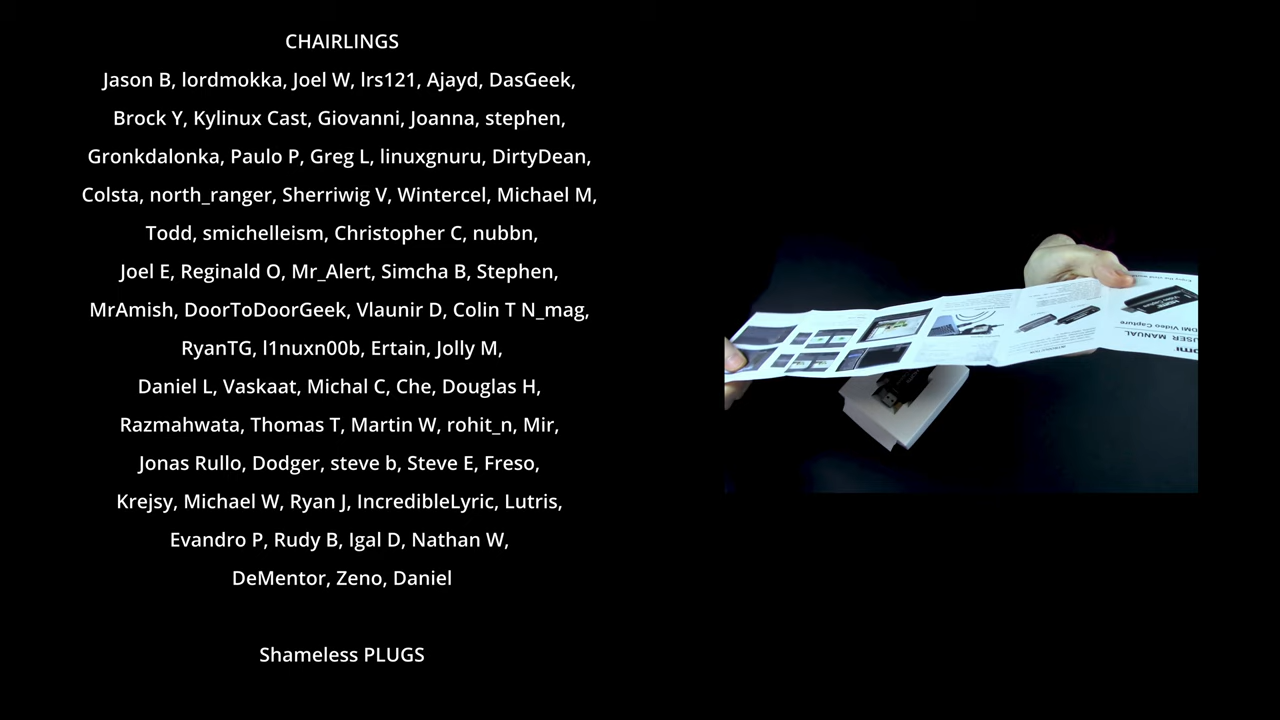 CHAIRLINGS
Jason B, lordmokka, Joel W, lrs121, Ajayd, DasGeek,
Brock Y, Kylinux Cast, Giovanni, Joanna, stephen,
Gronkdalonka, Paulo P, Greg L, linuxgnuru, DirtyDean,
Colsta, north_ranger, Sherriwig V, Wintercel, Michael M,
Todd, smichelleism, Christopher C, nubbn,
Joel E, Reginald O, Mr_Alert, Simcha B, Stephen,
MrAmish, DoorToDoorGeek, Vlaunir D, Colin T N_mag,
RyanTG, l1nuxn00b, Ertain, Jolly M,
Daniel L, Vaskaat, Michal C, Che, Douglas H,
Razmahwata, Thomas T, Martin W, rohit_n, Mir,
Jonas Rullo, Dodger, steve b, Steve E, Freso,
Krejsy, Michael W, Ryan J, IncredibleLyric, Lutris,
Evandro P, Rudy B, Igal D, Nathan W,
DeMentor, Zeno, Daniel
Shameless PLUGS
USER MANUAL
Video Capture